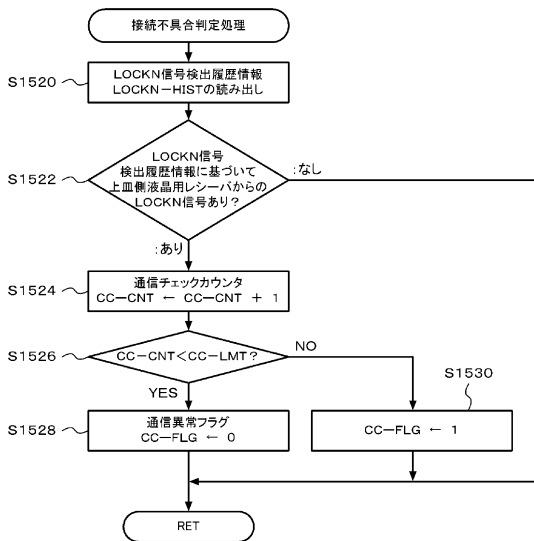 接続不具合判定処理
S1520
LOCKN信号検出履歴情報
LOCKN-HISTの読み出し
S1522
LOCKN信号
検出履歴情報に基づいて
上皿側液晶用レシーバからの
LOCKN信号あり？
:なし
:あり
S1524
通信チェックカウンタ
CC-CNT ← CC-CNT + 1
S1526
CC-CNT<CC-LMT?
NO
YES
S1530
S1528
通信異常フラグ
CC-FLG ← 0
CC-FLG ← 1
RET